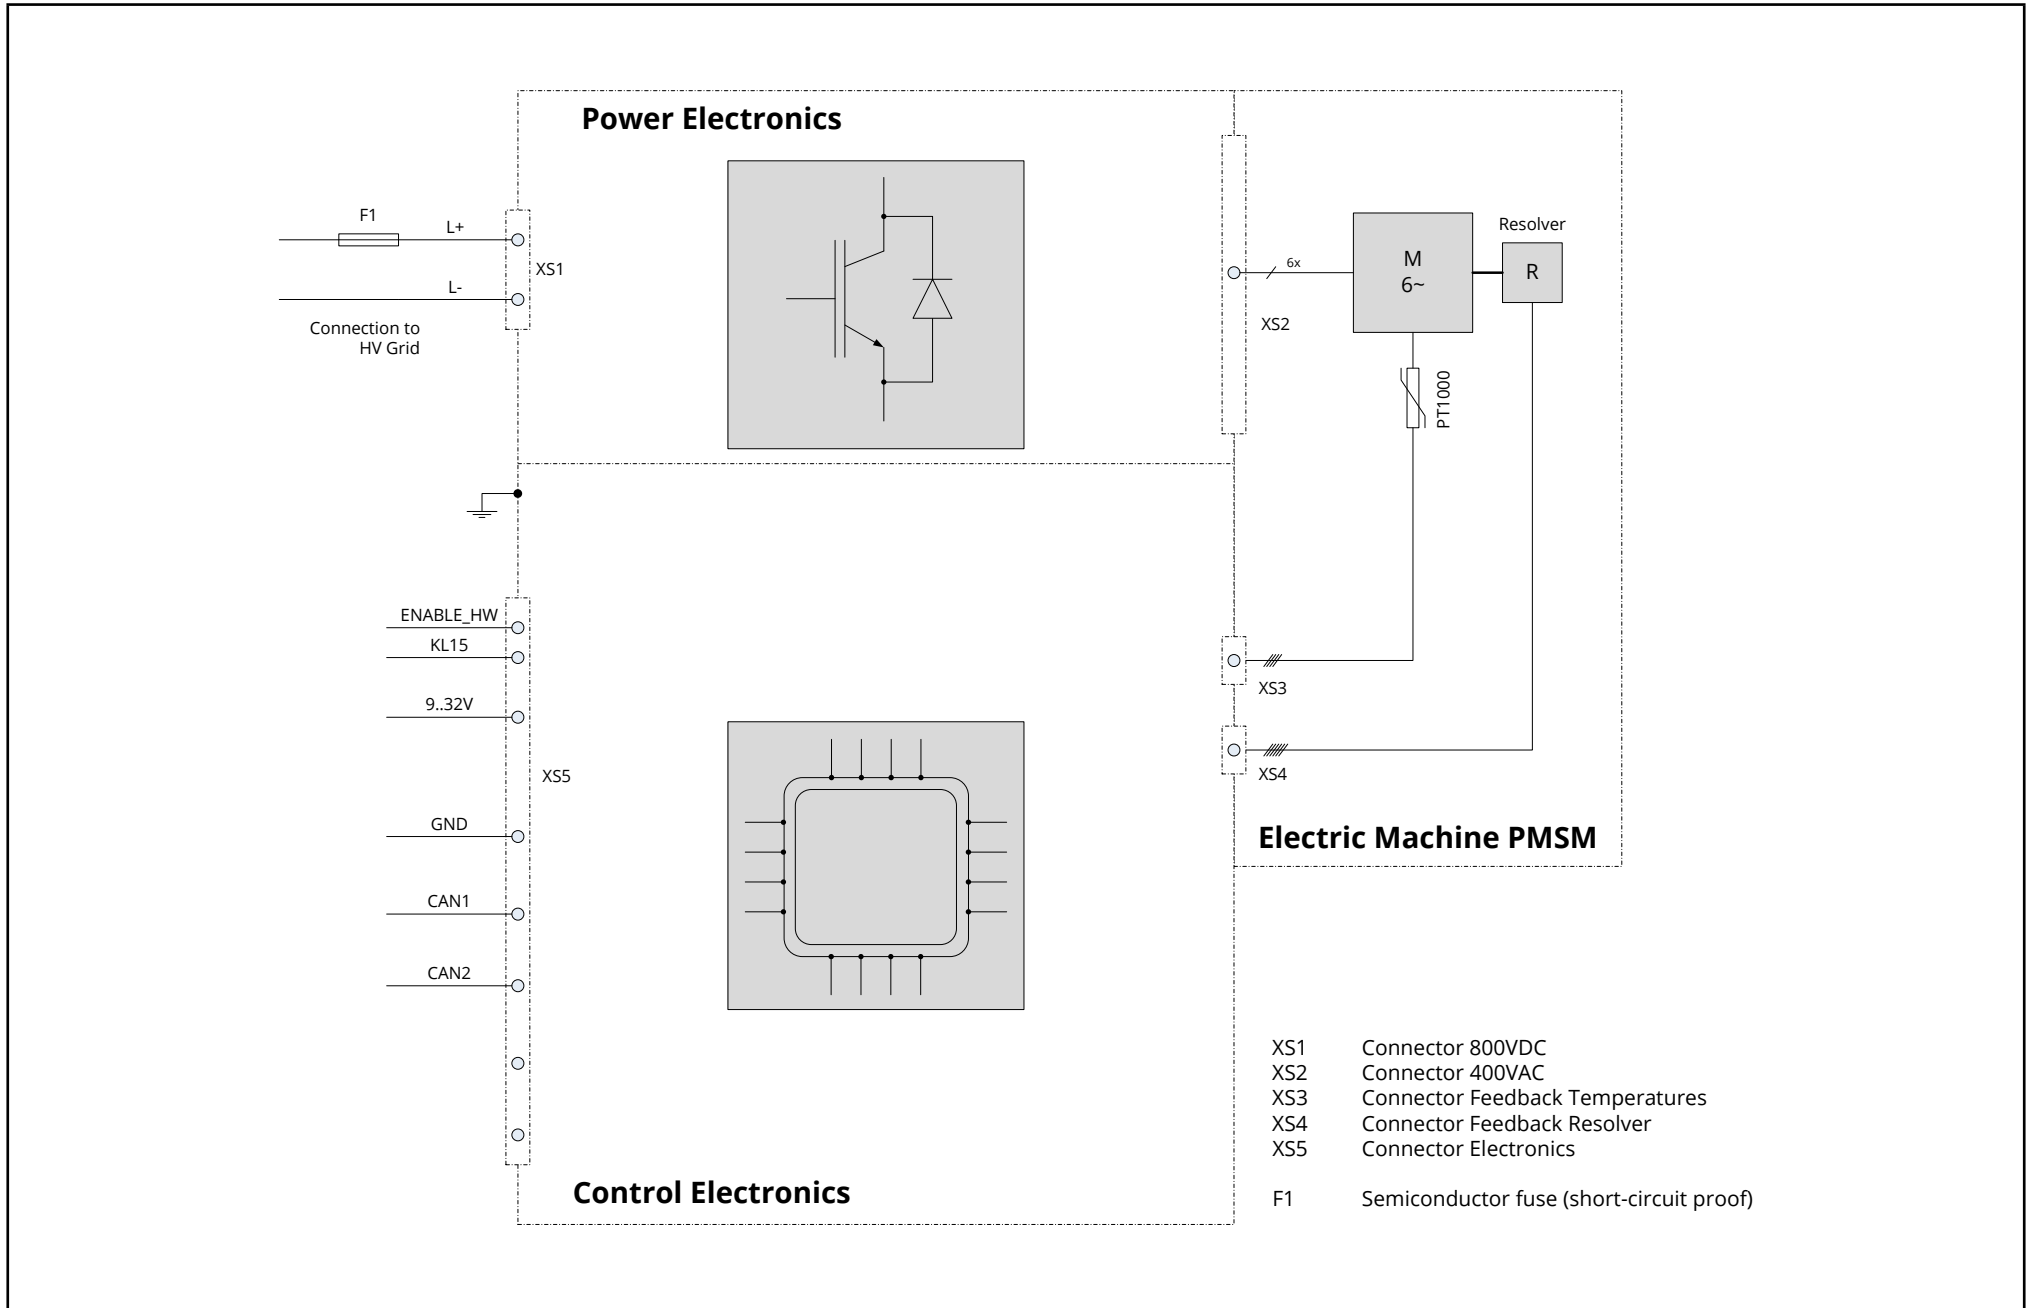 Power Electronics
F1
L+
XS1
L-
Connection to
HV Grid
6x
XS2
M
6~
Resolver
R
PT1000
ENABLE_HW
KL15
9..32V
XS5
GND
CAN1
CAN2
XS3
XS4
Electric Machine PMSM
Control Electronics
XS1 Connector 800VDC
XS2 Connector 400VAC
XS3 Connector Feedback Temperatures
XS4 Connector Feedback Resolver
XS5 Connector Electronics
F1 Semiconductor fuse (short-circuit proof)